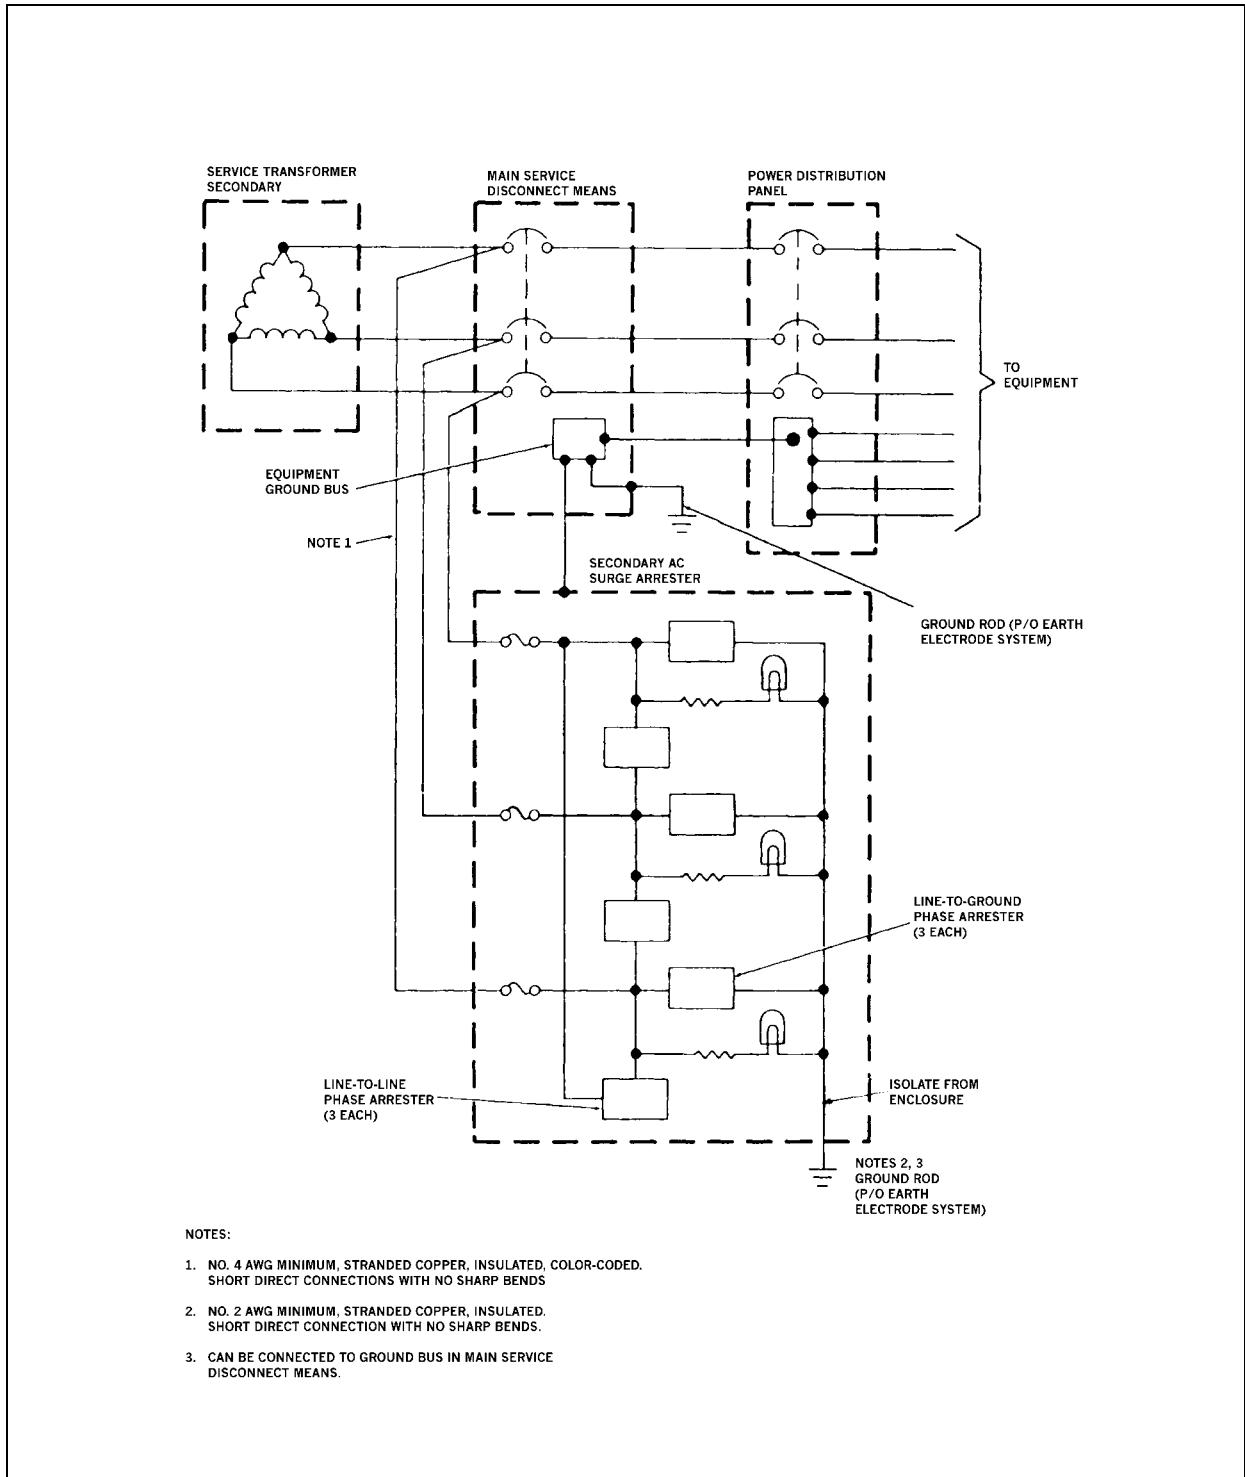 SERVICE TRANSFORMER
SECONDARY
MAIN SERVICE
DISCONNECT MEANS
POWER DISTRIBUTION
PANEL
TO
EQUIPMENT
EQUIPMENT
GROUND BUS
NOTE 1
SECONDARY AC
SURGE ARRESTER
GROUND ROD (P/O EARTH
ELECTRODE SYSTEM)
LINE-TO-GROUND
PHASE ARRESTER
(3 EACH)
LINE-TO-LINE
PHASE ARRESTER
(3 EACH)
ISOLATE FROM
ENCLOSURE
NOTES 2, 3
GROUND ROD
(P/O EARTH
ELECTRODE SYSTEM)
NOTES:
1. NO. 4 AWG MINIMUM, STRANDED COPPER, INSULATED, COLOR-CODED.
SHORT DIRECT CONNECTIONS WITH NO SHARP BENDS
2. NO. 2 AWG MINIMUM, STRANDED COPPER, INSULATED.
SHORT DIRECT CONNECTION WITH NO SHARP BENDS.
3. CAN BE CONNECTED TO GROUND BUS IN MAIN SERVICE
DISCONNECT MEANS.